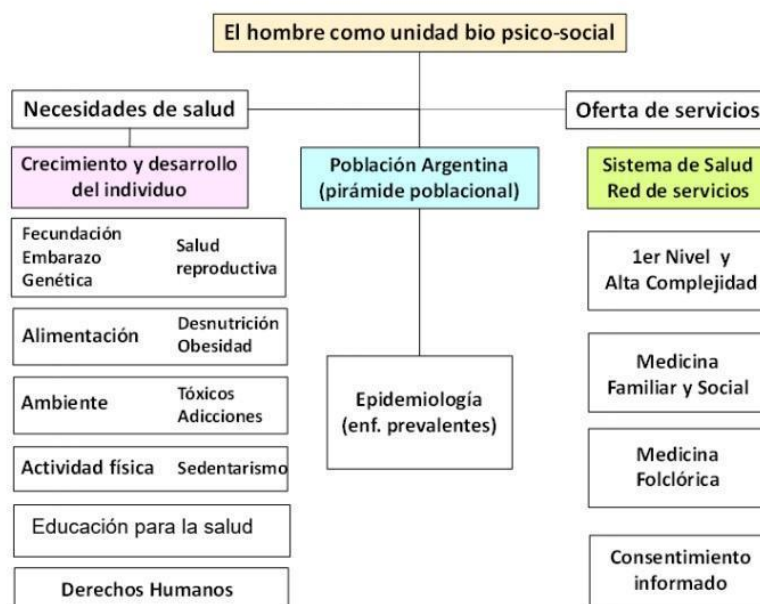 El hombre como unidad bio psico-social
Necesidades de salud
Oferta de servicios
Crecimiento y desarrollo
del individuo
Población Argentina
(pirámide poblacional)
Sistema de Salud
Red de servicios
Fecundación
Embarazo
Genética
Salud
reproductiva
Alimentación
Desnutrición
Obesidad
Ambiente
Tóxicos
Adicciones
Actividad física
Sedentarismo
Educación para la salud
Derechos Humanos
Epidemiología
(enf. prevalentes)
1er Nivel y
Alta Complejidad
Medicina
Familiar y Social
Medicina
Folclórica
Consentimiento
informado